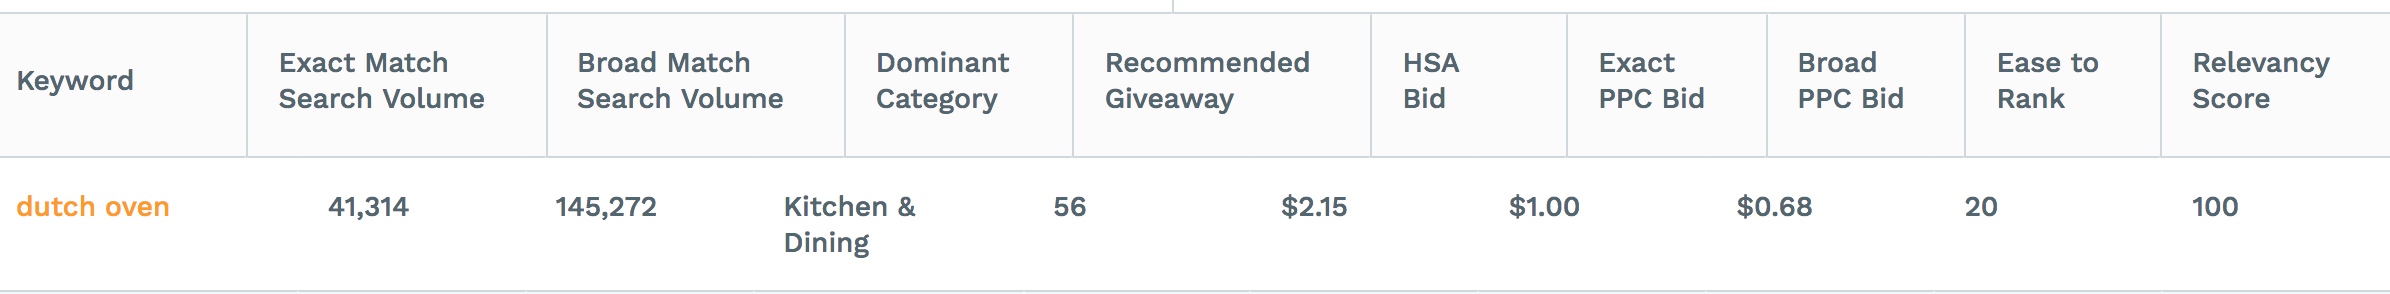 Keyword
Exact Match
Search Volume
Broad Match
Search Volume
Dominant
Category
Recommended
Giveaway
HSA
Bid
Exact
PPC Bid
Broad
PPC Bid
Ease to
Rank
Relevancy
Score
dutch oven
41,314
145,272
Kitchen &
Dining
56
$2.15
$1.00
$0.68
20
100